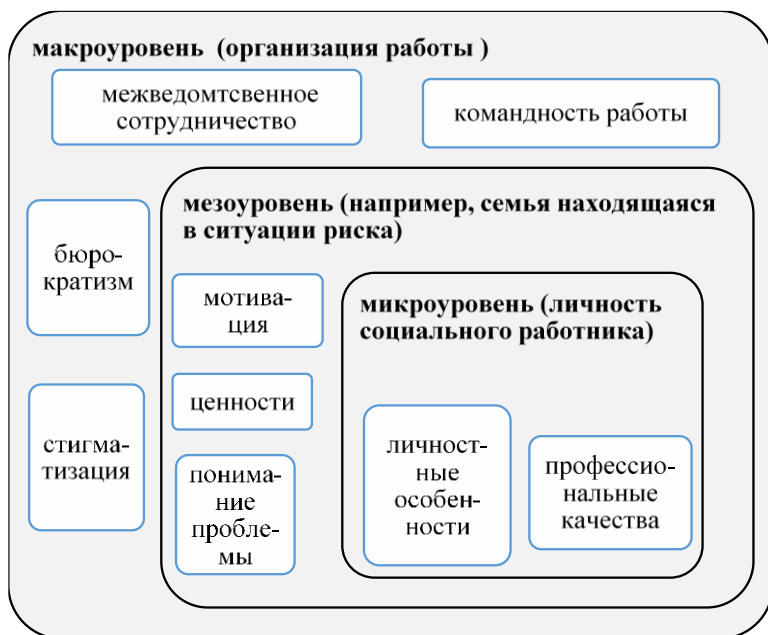 макроуровень (организация работы )
межведомтсвенное
сотрудничество
командность работы
бюро-
кратизм
стигма-
тизация
мезоуровень (например, семья находящаяся
в ситуации риска)
мотива-
ция
ценности
понима-
ние
пробле-
мы
микроуровень (личность
социального работника)
личност-
ные
особен-
ности
профессио-
нальные
качества